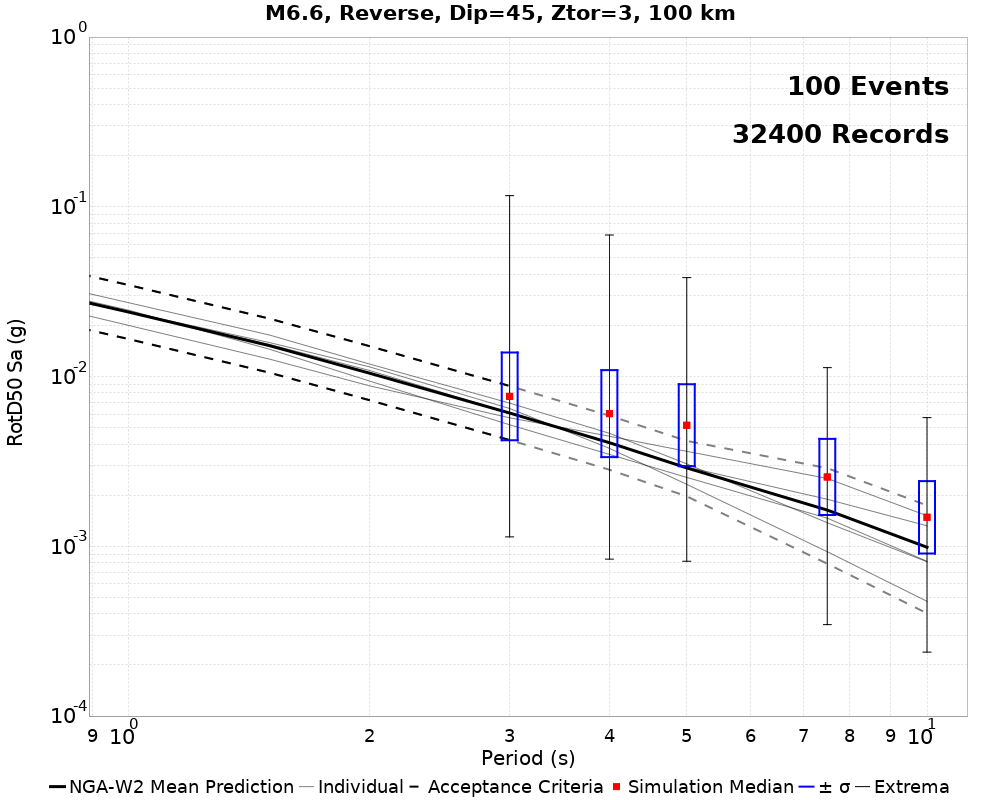 M6.6, Reverse, Dip=45, Ztor=3, 100 km
100 Events
32400 Records
10^0
10^-1
10^-2
10^-3
10^-4
RotD50 Sa (g)
9 10^0 2 3 4 5 6 7 8 9 10^1
Period (s)
NGA-W2 Mean Prediction Individual Acceptance Criteria Simulation Median ± σ Extrema